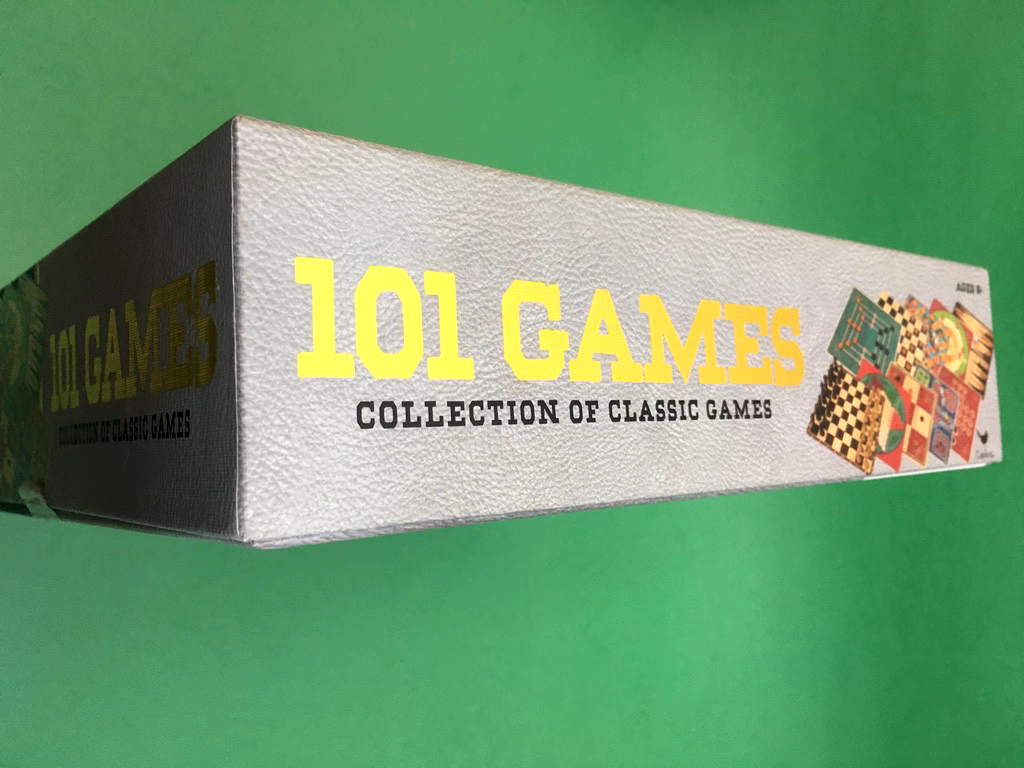 101 GAMES
COLLECTION OF CLASSIC GAMES
101 GAMES
COLLECTION OF CLASSIC GAMES
AGES 8+